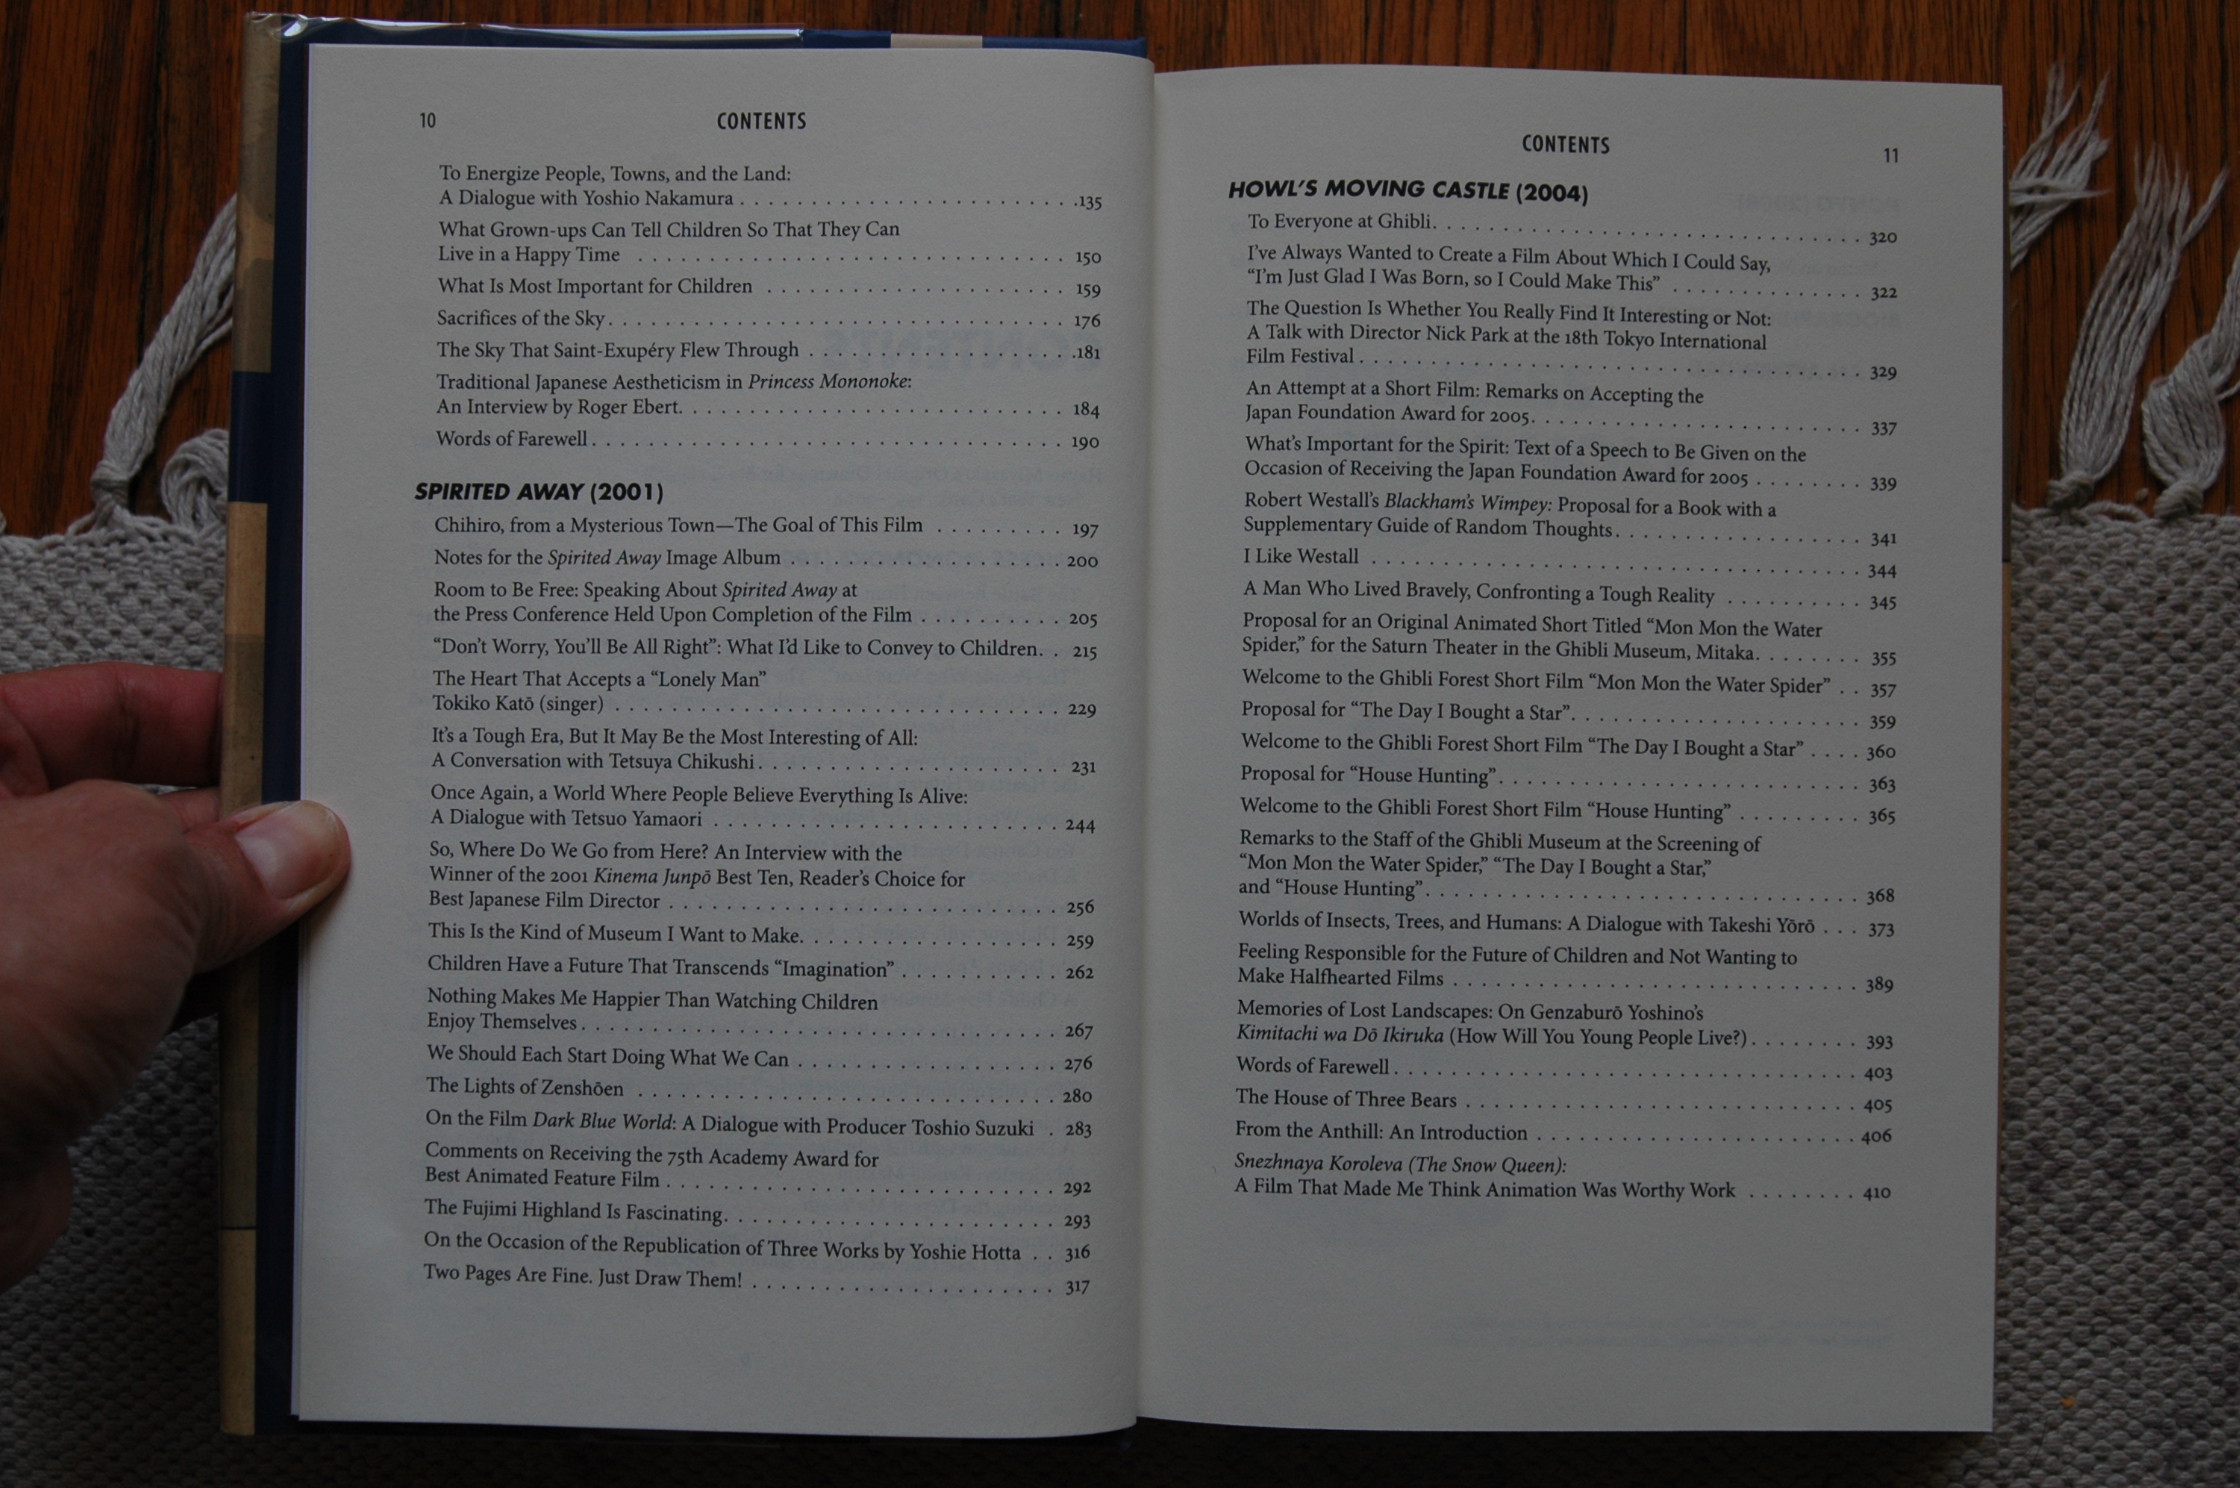 10
CONTENTS
To Energize People, Towns, and the Land:
A Dialogue with Yoshio Nakamura . . . . . . . . . . . . . . . . . . . . . . . . .135
What Grown-ups Can Tell Children So That They Can
Live in a Happy Time . . . . . . . . . . . . . . . . . . . . . . . . . . . . . . 150
What Is Most Important for Children . . . . . . . . . . . . . . . . . . . . . 159
Sacrifices of the Sky. . . . . . . . . . . . . . . . . . . . . . . . . . . . . . . . 176
The Sky That Saint-Exupéry Flew Through . . . . . . . . . . . . . . . . . . .181
Traditional Japanese Aestheticism in Princess Mononoke:
An Interview by Roger Ebert. . . . . . . . . . . . . . . . . . . . . . . . . . . 184
Words of Farewell . . . . . . . . . . . . . . . . . . . . . . . . . . . . . . . . . 190
SPIRITED AWAY (2001)
Chihiro, from a Mysterious Town—The Goal of This Film . . . . . . . . . 197
Notes for the Spirited Away Image Album . . . . . . . . . . . . . . . . . . . 200
Room to Be Free: Speaking About Spirited Away at
the Press Conference Held Upon Completion of the Film . . . . . . . . . . 205
“Don’t Worry, You’ll Be All Right”: What I’d Like to Convey to Children. . 215
The Heart That Accepts a “Lonely Man”
Tokiko Katō (singer) . . . . . . . . . . . . . . . . . . . . . . . . . . . . . . . 229
It’s a Tough Era, But It May Be the Most Interesting of All:
A Conversation with Tetsuya Chikushi. . . . . . . . . . . . . . . . . . . . . . 231
Once Again, a World Where People Believe Everything Is Alive:
A Dialogue with Tetsuo Yamaori . . . . . . . . . . . . . . . . . . . . . . . . 244
So, Where Do We Go from Here? An Interview with the
Winner of the 2001 Kinema Junpō Best Ten, Reader’s Choice for
Best Japanese Film Director . . . . . . . . . . . . . . . . . . . . . . . . . . . 256
This Is the Kind of Museum I Want to Make. . . . . . . . . . . . . . . . . . . 259
Children Have a Future That Transcends “Imagination” . . . . . . . . . . . 262
Nothing Makes Me Happier Than Watching Children
Enjoy Themselves . . . . . . . . . . . . . . . . . . . . . . . . . . . . . . . . . 267
We Should Each Start Doing What We Can . . . . . . . . . . . . . . . . . . 276
The Lights of Zenshōen . . . . . . . . . . . . . . . . . . . . . . . . . . . . . 280
On the Film Dark Blue World: A Dialogue with Producer Toshio Suzuki . 283
Comments on Receiving the 75th Academy Award for
Best Animated Feature Film . . . . . . . . . . . . . . . . . . . . . . . . . . . 292
The Fujimi Highland Is Fascinating. . . . . . . . . . . . . . . . . . . . . . . . 293
On the Occasion of the Republication of Three Works by Yoshie Hotta . . 316
Two Pages Are Fine. Just Draw Them! . . . . . . . . . . . . . . . . . . . . . 317
CONTENTS
11
HOWL’S MOVING CASTLE (2004)
To Everyone at Ghibli. . . . . . . . . . . . . . . . . . . . . . . . . . . . . . . 320
I’ve Always Wanted to Create a Film About Which I Could Say,
“I’m Just Glad I Was Born, so I Could Make This” . . . . . . . . . . . . . 322
The Question Is Whether You Really Find It Interesting or Not:
A Talk with Director Nick Park at the 18th Tokyo International
Film Festival . . . . . . . . . . . . . . . . . . . . . . . . . . . . . . . . . . . 329
An Attempt at a Short Film: Remarks on Accepting the
Japan Foundation Award for 2005. . . . . . . . . . . . . . . . . . . . . . . . 337
What’s Important for the Spirit: Text of a Speech to Be Given on the
Occasion of Receiving the Japan Foundation Award for 2005 . . . . . . . . 339
Robert Westall’s Blackham’s Wimpey: Proposal for a Book with a
Supplementary Guide of Random Thoughts. . . . . . . . . . . . . . . . . . 341
I Like Westall . . . . . . . . . . . . . . . . . . . . . . . . . . . . . . . . . . 344
A Man Who Lived Bravely, Confronting a Tough Reality . . . . . . . . . . 345
Proposal for an Original Animated Short Titled “Mon Mon the Water
Spider,” for the Saturn Theater in the Ghibli Museum, Mitaka. . . . . . . . 355
Welcome to the Ghibli Forest Short Film “Mon Mon the Water Spider” . . 357
Proposal for “The Day I Bought a Star”. . . . . . . . . . . . . . . . . . . . . 359
Welcome to the Ghibli Forest Short Film “The Day I Bought a Star” . . . . 360
Proposal for “House Hunting”. . . . . . . . . . . . . . . . . . . . . . . . . . 363
Welcome to the Ghibli Forest Short Film “House Hunting” . . . . . . . . . 365
Remarks to the Staff of the Ghibli Museum at the Screening of
“Mon Mon the Water Spider,” “The Day I Bought a Star,”
and “House Hunting”. . . . . . . . . . . . . . . . . . . . . . . . . . . . . . . 368
Worlds of Insects, Trees, and Humans: A Dialogue with Takeshi Yōrō . . . 373
Feeling Responsible for the Future of Children and Not Wanting to
Make Halfhearted Films . . . . . . . . . . . . . . . . . . . . . . . . . . . . . 389
Memories of Lost Landscapes: On Genzaburō Yoshino’s
Kimitachi wa Dō Ikiruka (How Will You Young People Live?). . . . . . . . 393
Words of Farewell . . . . . . . . . . . . . . . . . . . . . . . . . . . . . . . . . 403
The House of Three Bears . . . . . . . . . . . . . . . . . . . . . . . . . . . . 405
From the Anthill: An Introduction . . . . . . . . . . . . . . . . . . . . . . . 406
Snezhnaya Koroleva (The Snow Queen):
A Film That Made Me Think Animation Was Worthy Work . . . . . . . . 410